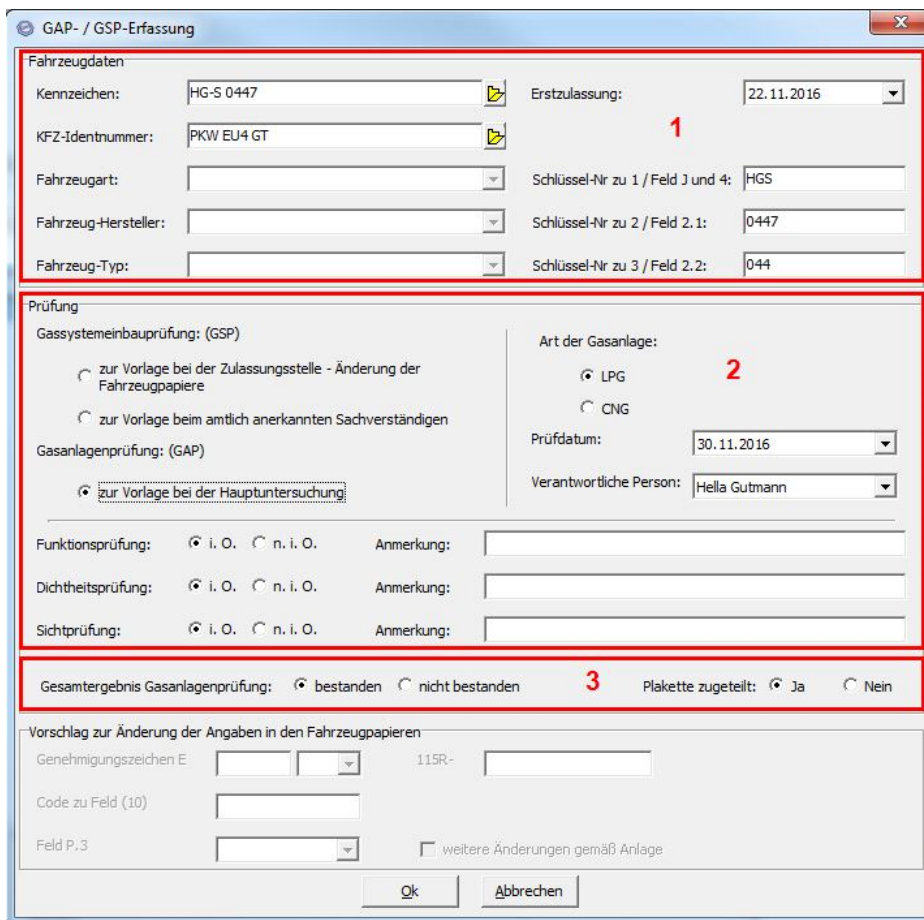 GAP- / GSP-Erfassung
Fahrzeugdaten
Kennzeichen: HG-S 0447 Erstzulassung: 22.11.2016
1
KFZ-Identnummer: PKW EU4 GT
Fahrzeugart: Schlüssel-Nr zu 1 / Feld J und 4: HGS
Fahrzeug-Hersteller: Schlüssel-Nr zu 2 / Feld 2.1: 0447
Fahrzeug-Typ: Schlüssel-Nr zu 3 / Feld 2.2: 044
Prüfung
Gassystemeinbauprüfung: (GSP)
zur Vorlage bei der Zulassungsstelle - Änderung der
Fahrzeugpapiere
zur Vorlage beim amtlich anerkannten Sachverständigen
Gasanlagenprüfung: (GAP)
zur Vorlage bei der Hauptuntersuchung
Art der Gasanlage:
2
LPG
CNG
Prüfdatum: 30.11.2016
Verantwortliche Person: Hella Gutmann
Funktionsprüfung: i. O. n. i. O. Anmerkung:
Dichtheitsprüfung: i. O. n. i. O. Anmerkung:
Sichtprüfung: i. O. n. i. O. Anmerkung:
Gesamtergebnis Gasanlagenprüfung: bestanden nicht bestanden 3 Plakette zugeteilt: Ja Nein
Vorschlag zur Änderung der Angaben in den Fahrzeugpapieren
Genehmigungszeichen E 115R-
Code zu Feld (10)
Feld P.3 weitere Änderungen gemäß Anlage
Ok Abbrechen